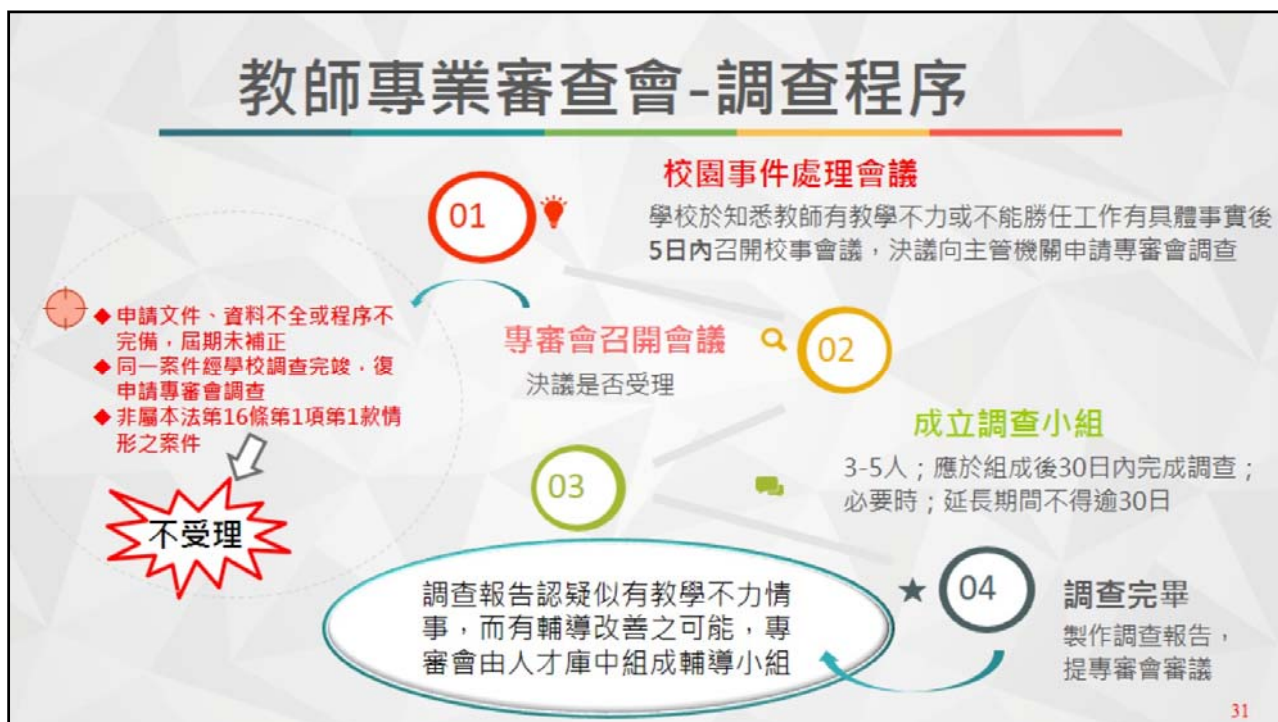 教師專業審查會-調查程序
01
校園事件處理會議
學校於知悉教師有教學不力或不能勝任工作有具體事實後
5日內召開校事會議，決議向主管機關申請專審會調查
◆ 申請文件、資料不全或程序不
完備，屆期未補正
◆ 同一案件經學校調查完竣，復
申請專審會調查
◆ 非屬本法第16條第1項第1款情
形之案件
不受理
專審會召開會議
決議是否受理
02
03
成立調查小組
3-5人；應於組成後30日內完成調查；
必要時；延長期間不得逾30日
04
調查完畢
製作調查報告，
提專審會審議
調查報告認疑似有教學不力情
事，而有輔導改善之可能，專
審會由人才庫中組成輔導小組
31